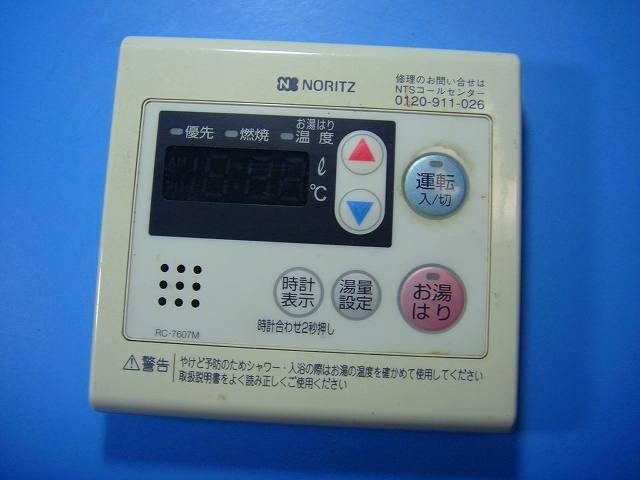 NORITZ
修理のお問い合せは
NTSコールセンター
0120-911-026
優先 燃焼 お湯はり
温度
ℓ
℃
運転
入/切
時計
表示
湯量
設定
お湯
はり
時計合わせ2秒押し
RC-7607M
警告
やけど予防のためシャワー・入浴の際はお湯の温度を確かめて使用してください
取扱説明書をよく読み正しくご使用ください